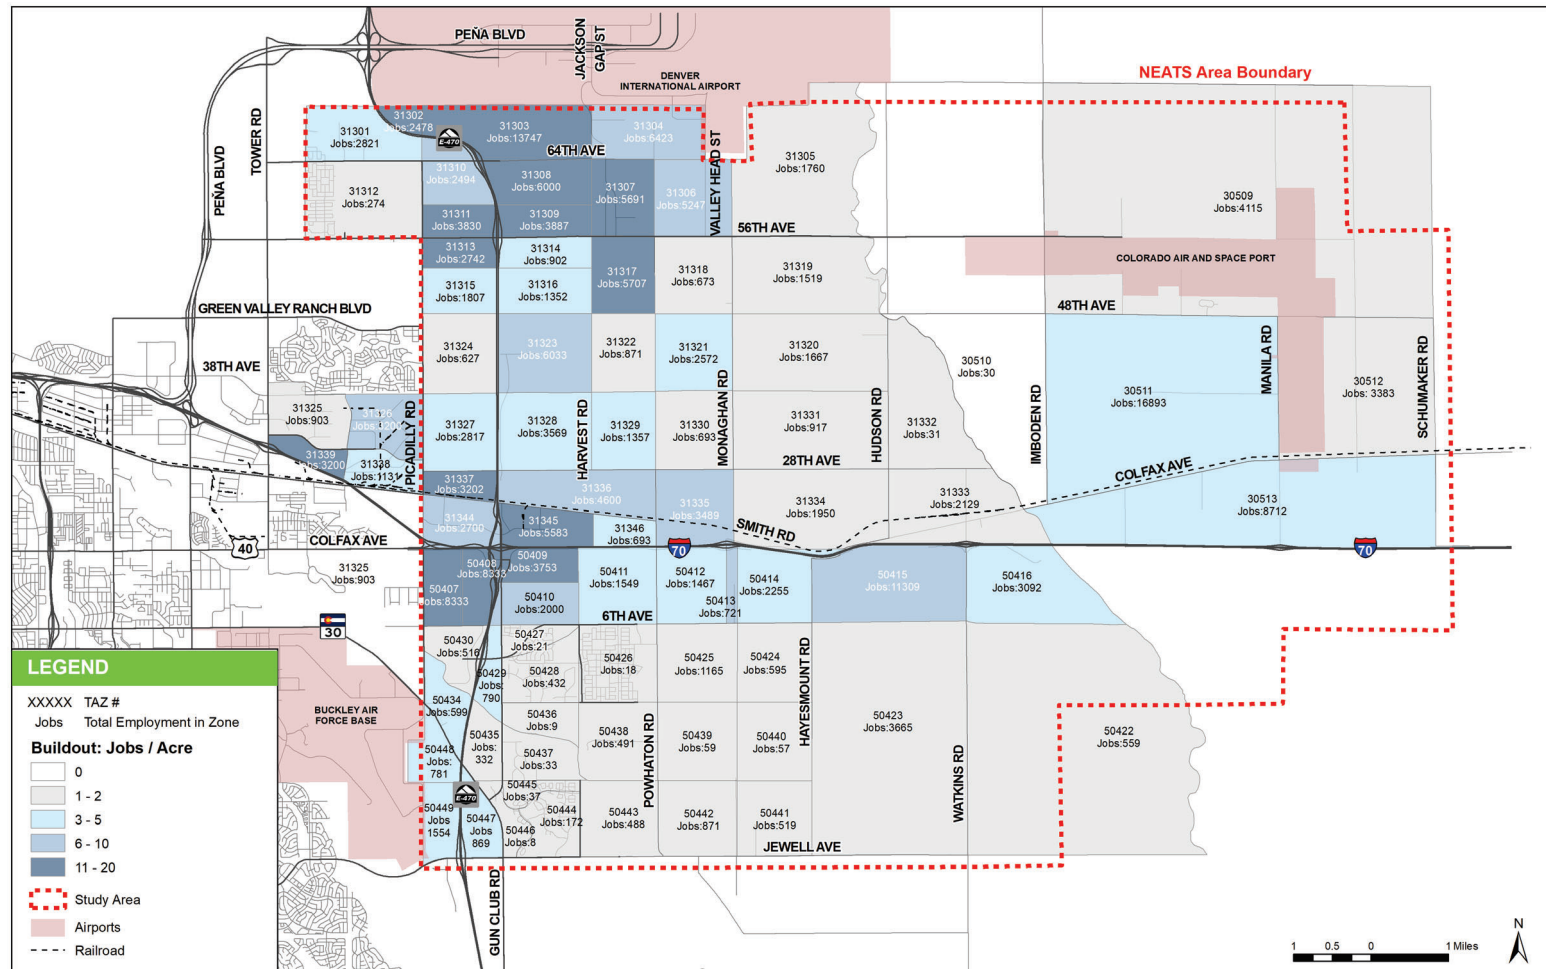 PEÑA BLVD
JACKSON
GAP ST
DENVER
INTERNATIONAL AIRPORT
NEATS Area Boundary
TOWER RD
PEÑA BLVD
31301
Jobs:2821
31302
Jobs:2478
E-470
31303
Jobs:13747
64TH AVE
31304
Jobs:6423
VALLEY HEAD ST
31305
Jobs:1760
31312
Jobs:274
31310
Jobs:2494
31308
Jobs:6000
31307
Jobs:5691
31306
Jobs:5247
30509
Jobs:4115
31311
Jobs:3830
31309
Jobs:3887
56TH AVE
31313
Jobs:2742
31314
Jobs:902
31317
Jobs:5707
31318
Jobs:673
31319
Jobs:1519
COLORADO AIR AND SPACE PORT
31315
Jobs:1807
31316
Jobs:1352
GREEN VALLEY RANCH BLVD
48TH AVE
31324
Jobs:627
31323
Jobs:6033
31322
Jobs:871
31321
Jobs:2572
31320
Jobs:1667
38TH AVE
30510
Jobs:30
MANILA RD
SCHUMAKER RD
30511
Jobs:16893
30512
Jobs: 3383
31325
Jobs:903
PICADILLY RD
31327
Jobs:2817
31328
Jobs:3569
HARVEST RD
31329
Jobs:1357
31330
Jobs:693
MONAGHAN RD
31331
Jobs:917
HUDSON RD
31332
Jobs:31
IMBODEN RD
31339
Jobs:3200
31338
Jobs:1131
28TH AVE
COLFAX AVE
31337
Jobs:3202
31336
Jobs:4600
31335
Jobs:3489
31334
Jobs:1950
31333
Jobs:2129
30513
Jobs:8712
31344
Jobs:2700
31345
Jobs:5583
31346
Jobs:693
SMITH RD
COLFAX AVE
40
70
70
31325
Jobs:903
50408
Jobs:8333
50409
Jobs:3753
50407
Jobs:8333
50410
Jobs:2000
50411
Jobs:1549
50412
Jobs:1467
50413
Jobs:721
50414
Jobs:2255
50415
Jobs:11309
50416
Jobs:3092
6TH AVE
30
50430
Jobs:516
50427
Jobs:21
50429
Jobs:
790
50428
Jobs:432
50426
Jobs:18
50425
Jobs:1165
50424
Jobs:595
HAYESMOUNT RD
BUCKLEY AIR
FORCE BASE
50434
Jobs:599
50435
Jobs:
332
50436
Jobs:9
50438
Jobs:491
POWHATON RD
50439
Jobs:59
50440
Jobs:57
50423
Jobs:3665
WATKINS RD
50422
Jobs:559
50448
Jobs:
781
50437
Jobs:33
E-470
50445
Jobs:37
50449
Jobs
1554
50447
Jobs
869
50444
Jobs:172
50446
Jobs:8
50443
Jobs:488
50442
Jobs:871
50441
Jobs:519
JEWELL AVE
GUN CLUB RD
LEGEND
XXXXX TAZ #
Jobs Total Employment in Zone
Buildout: Jobs / Acre
0
1 - 2
3 - 5
6 - 10
11 - 20
Study Area
Airports
Railroad
N
1 0.5 0 1 Miles